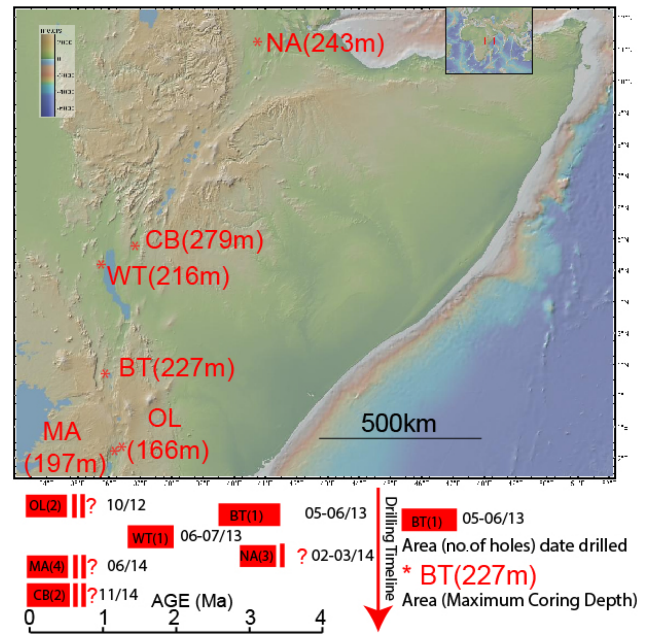 NA(243m)
CB(279m)
WT(216m)
BT(227m)
OL
MA
(166m)
(197m)
500km
OL(2) ? 10/12
BT(1) 05-06/13
WT(1) 06-07/13
NA(3) ? 02-03/14
MA(4) ? 06/14
CB(2) ? 11/14
AGE (Ma)
0 1 2 3 4
Drilling Timeline
BT(1) 05-06/13
Area (no.of holes) date drilled
* BT(227m)
Area (Maximum Coring Depth)